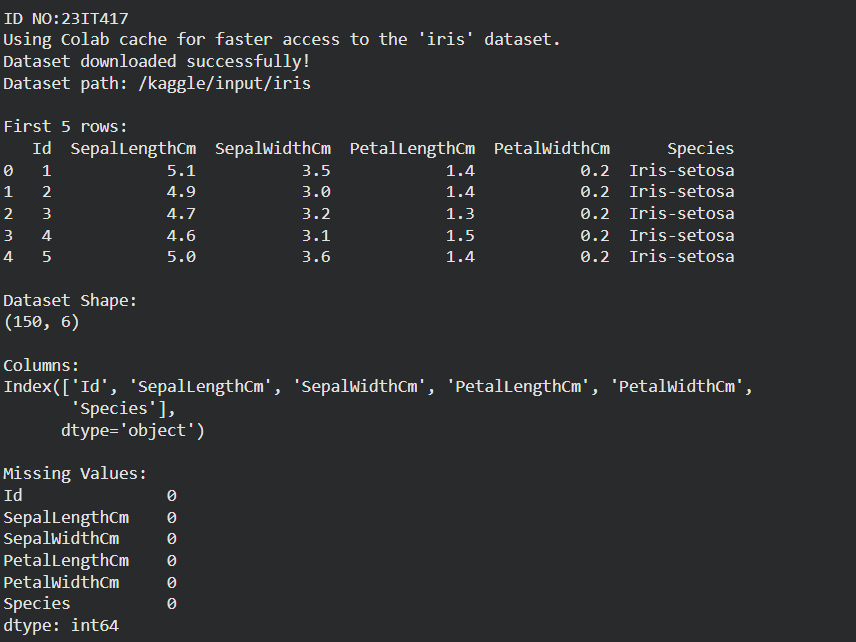 ID NO:23IT417
Using Colab cache for faster access to the 'iris' dataset.
Dataset downloaded successfully!
Dataset path: /kaggle/input/iris

First 5 rows:
   Id  SepalLengthCm  SepalWidthCm  PetalLengthCm  PetalWidthCm      Species
0   1            5.1           3.5            1.4           0.2  Iris-setosa
1   2            4.9           3.0            1.4           0.2  Iris-setosa
2   3            4.7           3.2            1.3           0.2  Iris-setosa
3   4            4.6           3.1            1.5           0.2  Iris-setosa
4   5            5.0           3.6            1.4           0.2  Iris-setosa

Dataset Shape:
(150, 6)

Columns:
Index(['Id', 'SepalLengthCm', 'SepalWidthCm', 'PetalLengthCm', 'PetalWidthCm',
       'Species'],
      dtype='object')

Missing Values:
Id               0
SepalLengthCm    0
SepalWidthCm     0
PetalLengthCm    0
PetalWidthCm     0
Species          0
dtype: int64